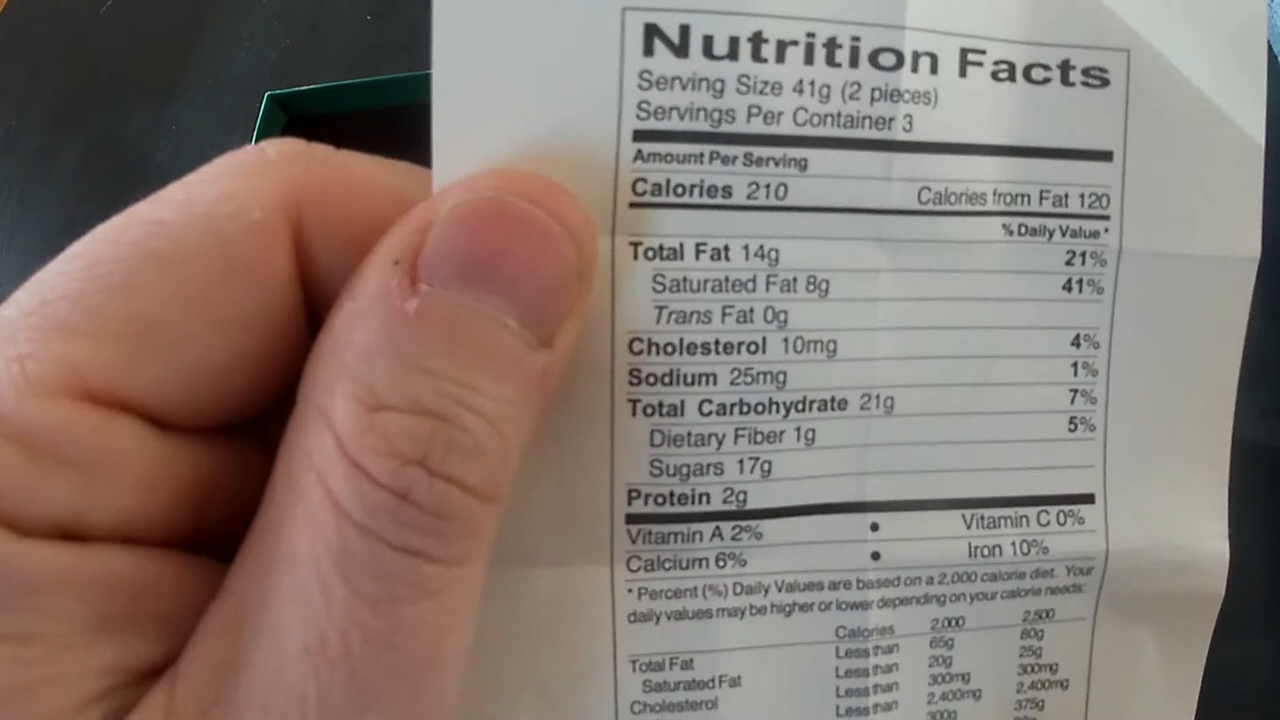 Nutrition Facts
Serving Size 41g (2 pieces)
Servings Per Container 3
Amount Per Serving
Calories 210 Calories from Fat 120
% Daily Value*
Total Fat 14g 21%
Saturated Fat 8g 41%
Trans Fat 0g
Cholesterol 10mg 4%
Sodium 25mg 1%
Total Carbohydrate 21g 7%
Dietary Fiber 1g 5%
Sugars 17g
Protein 2g
Vitamin A 2% • Vitamin C 0%
Calcium 6% • Iron 10%
* Percent (%) Daily Values are based on a 2,000 calorie diet. Your
daily values may be higher or lower depending on your calorie needs:
Calories 2,000 2,500
Total Fat Less than 65g 80g
Saturated Fat Less than 20g 25g
Cholesterol Less than 300mg 300mg
Less than 2,400mg 2,400mg
300g 375g